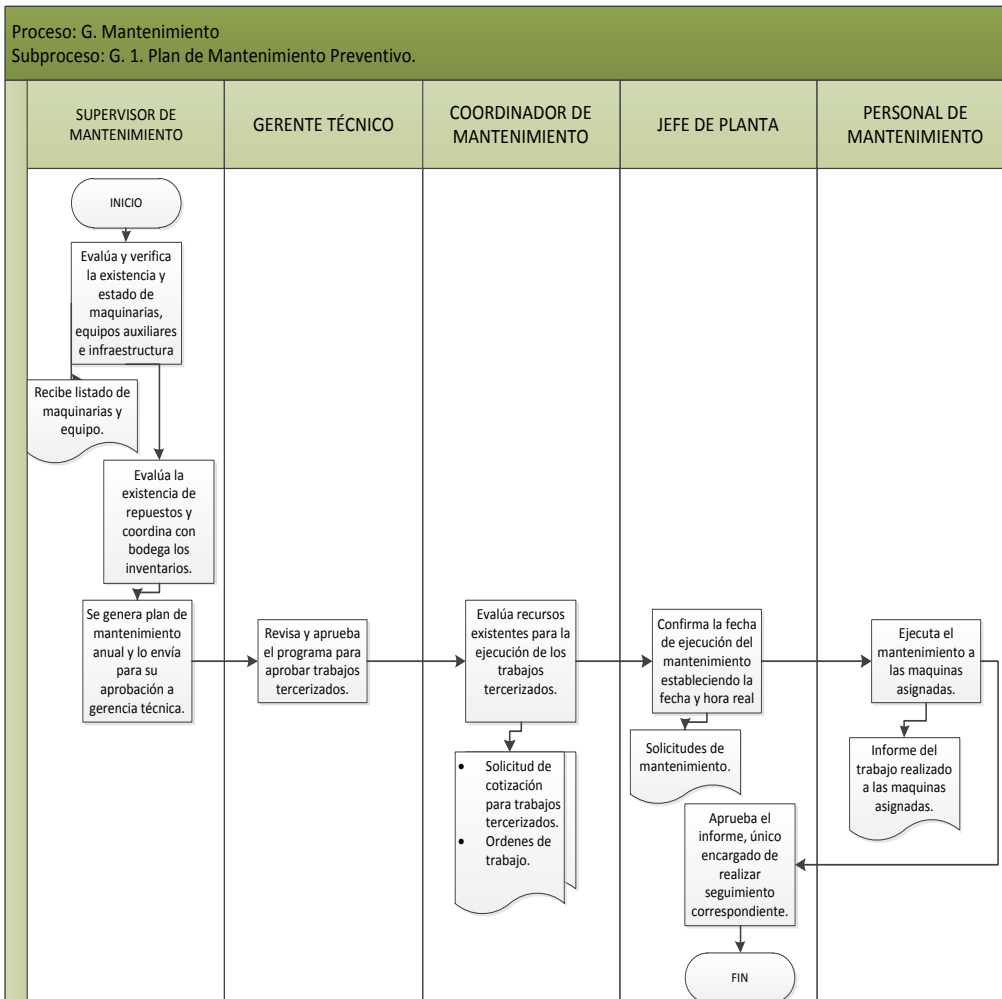 Proceso: G. Mantenimiento
Subproceso: G. 1. Plan de Mantenimiento Preventivo.
SUPERVISOR DE
MANTENIMIENTO
GERENTE TÉCNICO
COORDINADOR DE
MANTENIMIENTO
JEFE DE PLANTA
PERSONAL DE
MANTENIMIENTO
INICIO
Evalúa y verifica
la existencia y
estado de
maquinarias,
equipos auxiliares
e infraestructura
Recibe listado de
maquinarias y
equipo.
Evalúa la
existencia de
repuestos y
coordina con
bodega los
inventarios.
Se genera plan de
mantenimiento
anual y lo envía
para su
aprobación a
gerencia técnica.
Revisa y aprueba
el programa para
aprobar trabajos
tercerizados.
Evalúa recursos
existentes para la
ejecución de los
trabajos
tercerizados.
• Solicitud de
cotización
para trabajos
tercerizados.
• Ordenes de
trabajo.
Confirma la fecha
de ejecución del
mantenimiento
estableciendo la
fecha y hora real
Solicitudes de
mantenimiento.
Ejecuta el
mantenimiento a
las maquinas
asignadas.
Informe del
trabajo realizado
a las maquinas
asignadas.
Aprueba el
informe, único
encargado de
realizar
seguimiento
correspondiente.
FIN